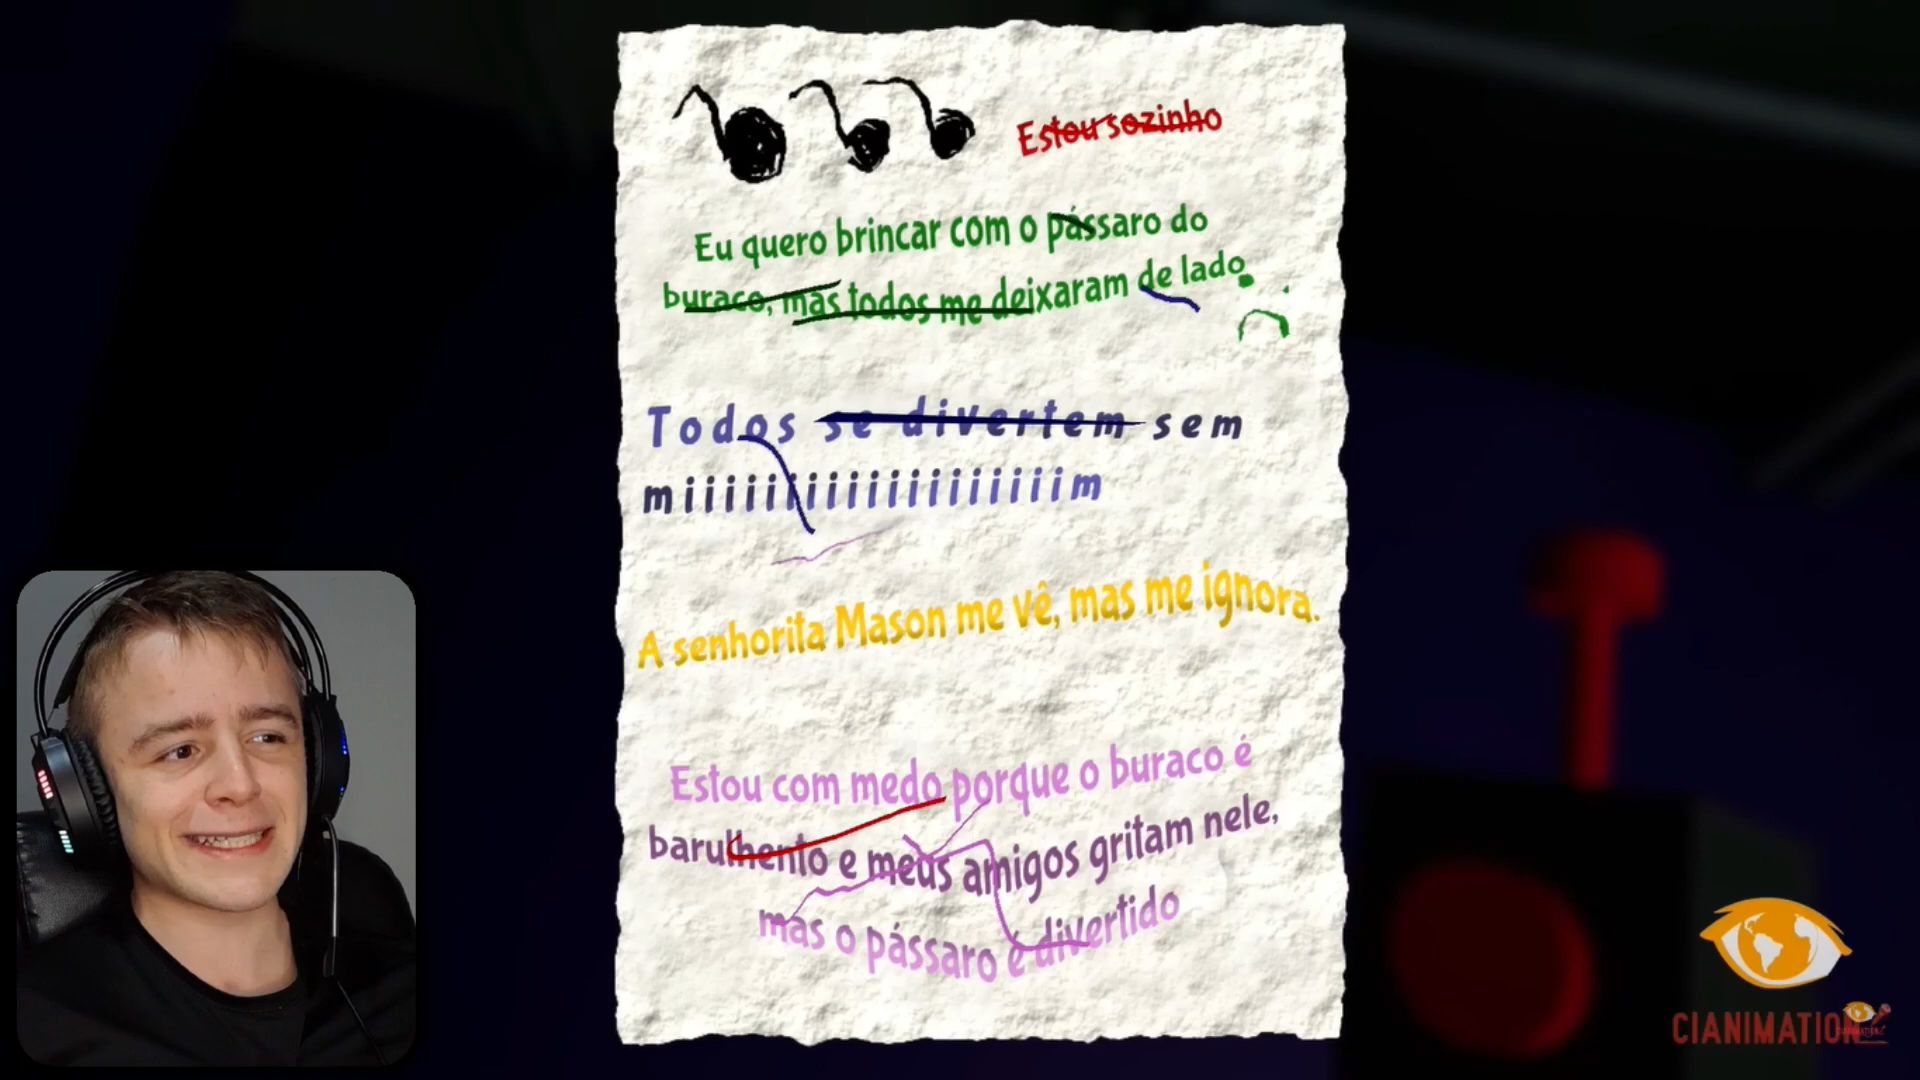 Estou sozinho
Eu quero brincar com o pássaro do
buraco, mas todos me deixaram de lado.
Todos se divertem sem
miiiiiiiiiiiiiiiiiiiim
A senhorita Mason me vê, mas me ignora.
Estou com medo porque o buraco é
barulhento e meus amigos gritam nele,
mas o pássaro é divertido
CIANIMATION